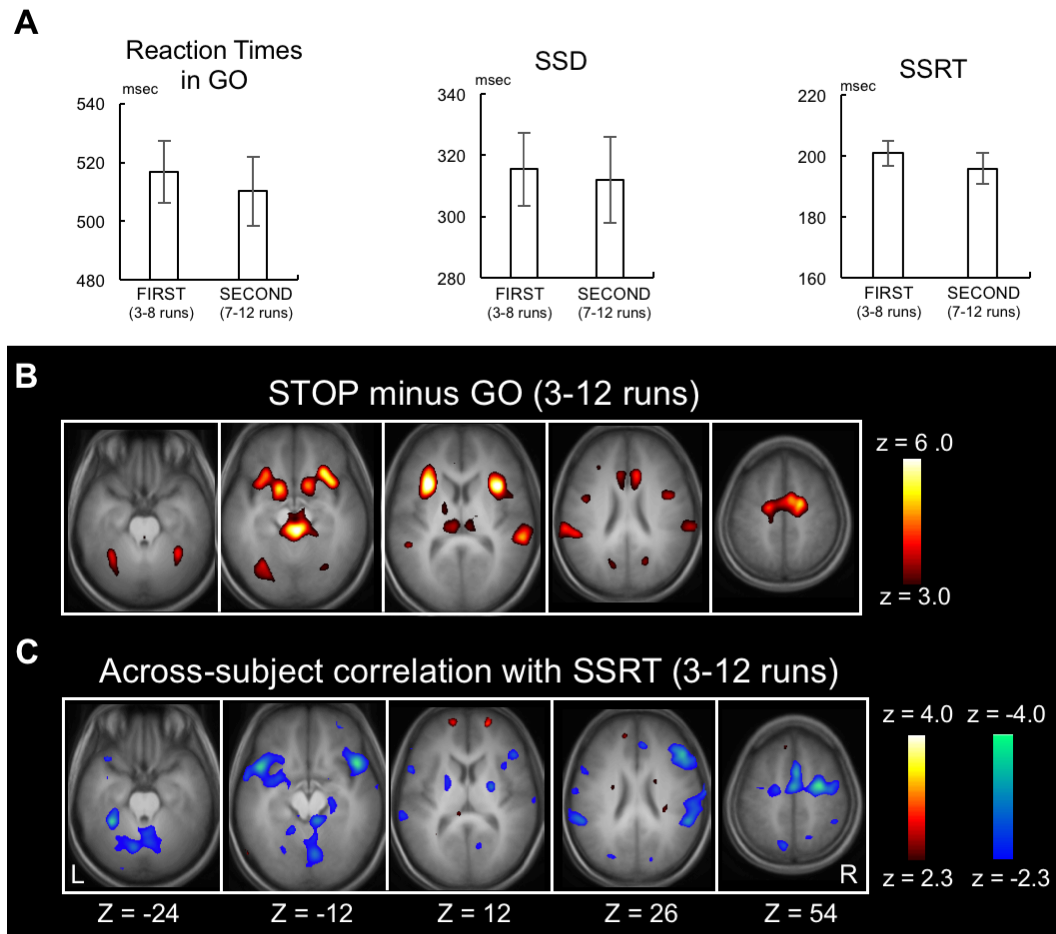 A
Reaction Times
in GO
msec
540
520
500
480
FIRST
(3-8 runs)
SECOND
(7-12 runs)
SSD
msec
340
320
300
280
FIRST
(3-8 runs)
SECOND
(7-12 runs)
SSRT
msec
220
200
180
160
FIRST
(3-8 runs)
SECOND
(7-12 runs)
B
STOP minus GO (3-12 runs)
z = 6 .0
z = 3.0
C
Across-subject correlation with SSRT (3-12 runs)
z = 4.0 z = -4.0
z = 2.3 z = -2.3
L
R
Z = -24 Z = -12 Z = 12 Z = 26 Z = 54